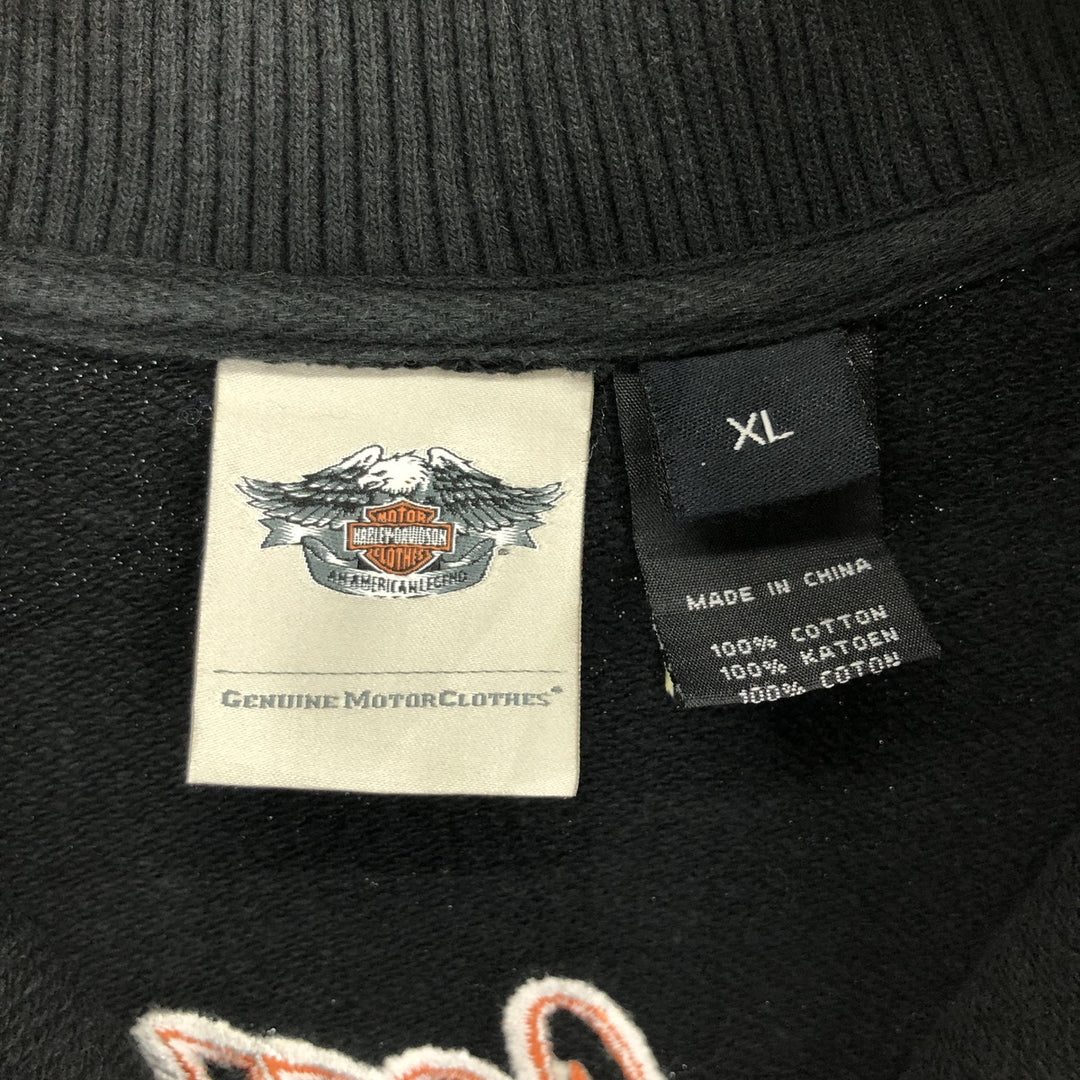 MOTOR
HARLEY-DAVIDSON
CLOTHES
AN AMERICAN LEGEND
GENUINE MOTORCLOTHES®
XL
MADE IN CHINA
100% COTTON
100% KATOEN
100% COTON